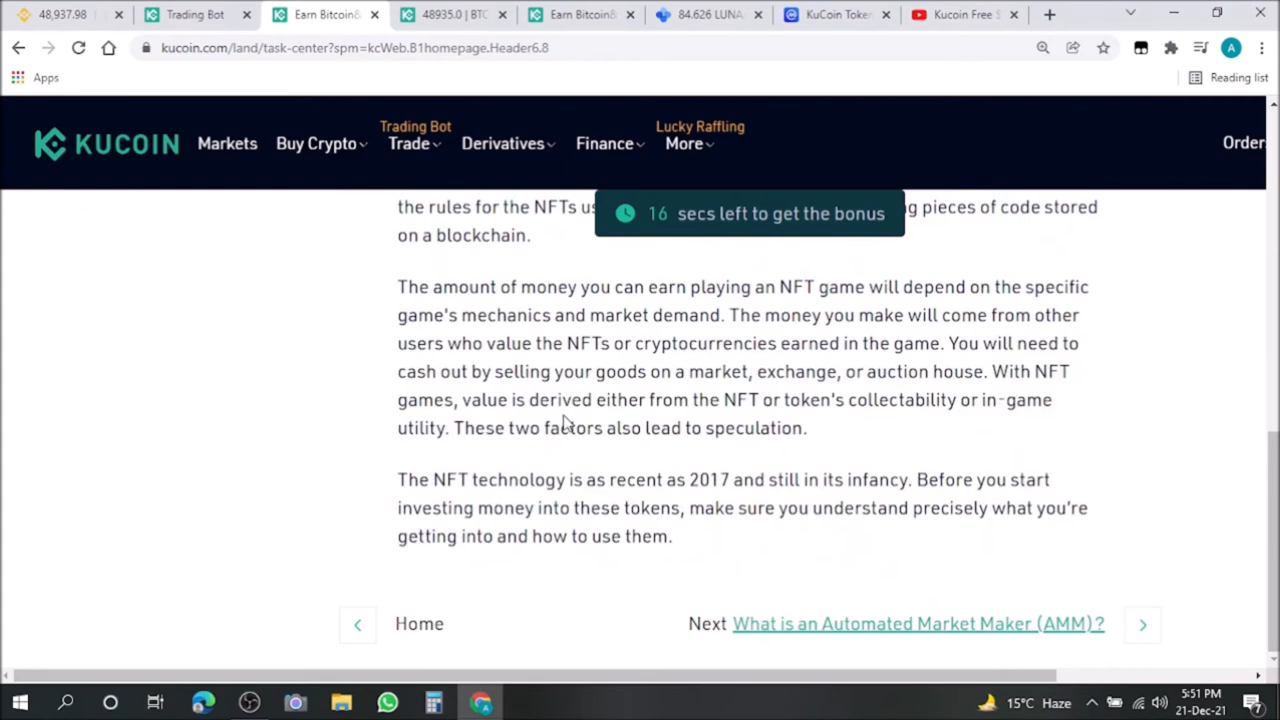 48,937.98
Trading Bot
Earn Bitcoin&
48935.0 | BTC
Earn Bitcoin&
84.626 LUNA
KuCoin Token
Kucoin Free S
kucoin.com/land/task-center?spm=kcWeb.B1homepage.Header6.8
A
Apps
Reading list
KUCOIN
Markets
Buy Crypto
Trading Bot
Trade
Derivatives
Finance
Lucky Raffling
More
Orders
16 secs left to get the bonus
the rules for the NFTs
pieces of code stored
on a blockchain.
The amount of money you can earn playing an NFT game will depend on the specific
game's mechanics and market demand. The money you make will come from other
users who value the NFTs or cryptocurrencies earned in the game. You will need to
cash out by selling your goods on a market, exchange, or auction house. With NFT
games, value is derived either from the NFT or token's collectability or in-game
utility. These two factors also lead to speculation.
The NFT technology is as recent as 2017 and still in its infancy. Before you start
investing money into these tokens, make sure you understand precisely what you're
getting into and how to use them.
Home
Next What is an Automated Market Maker (AMM)?
15°C Haze
5:51 PM
21-Dec-21
7